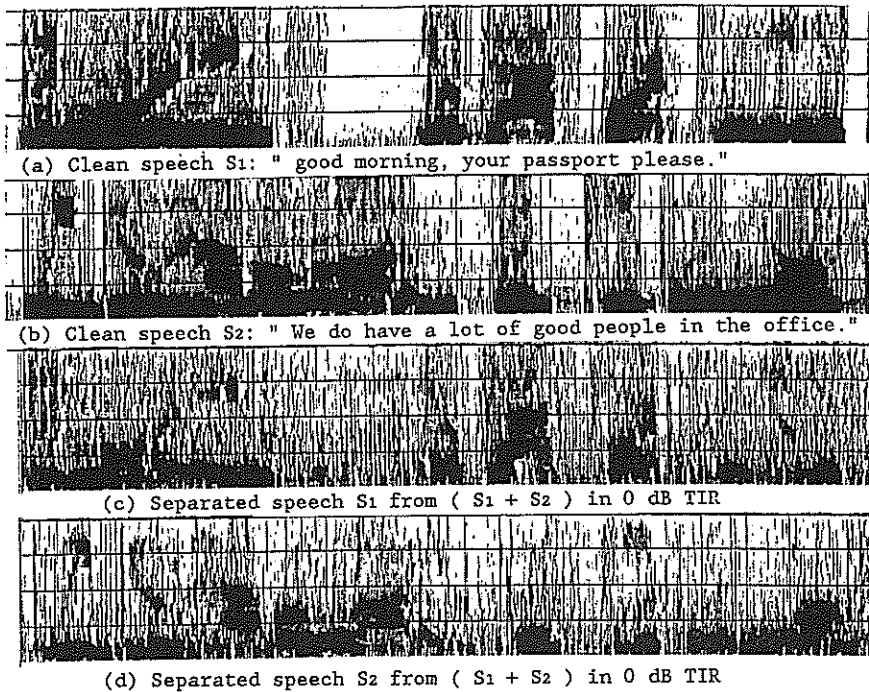 (a) Clean speech S1: " good morning, your passport please."
(b) Clean speech S2: " We do have a lot of good people in the office."
(c) Separated speech S1 from ( S1 + S2 ) in 0 dB TIR
(d) Separated speech S2 from ( S1 + S2 ) in 0 dB TIR